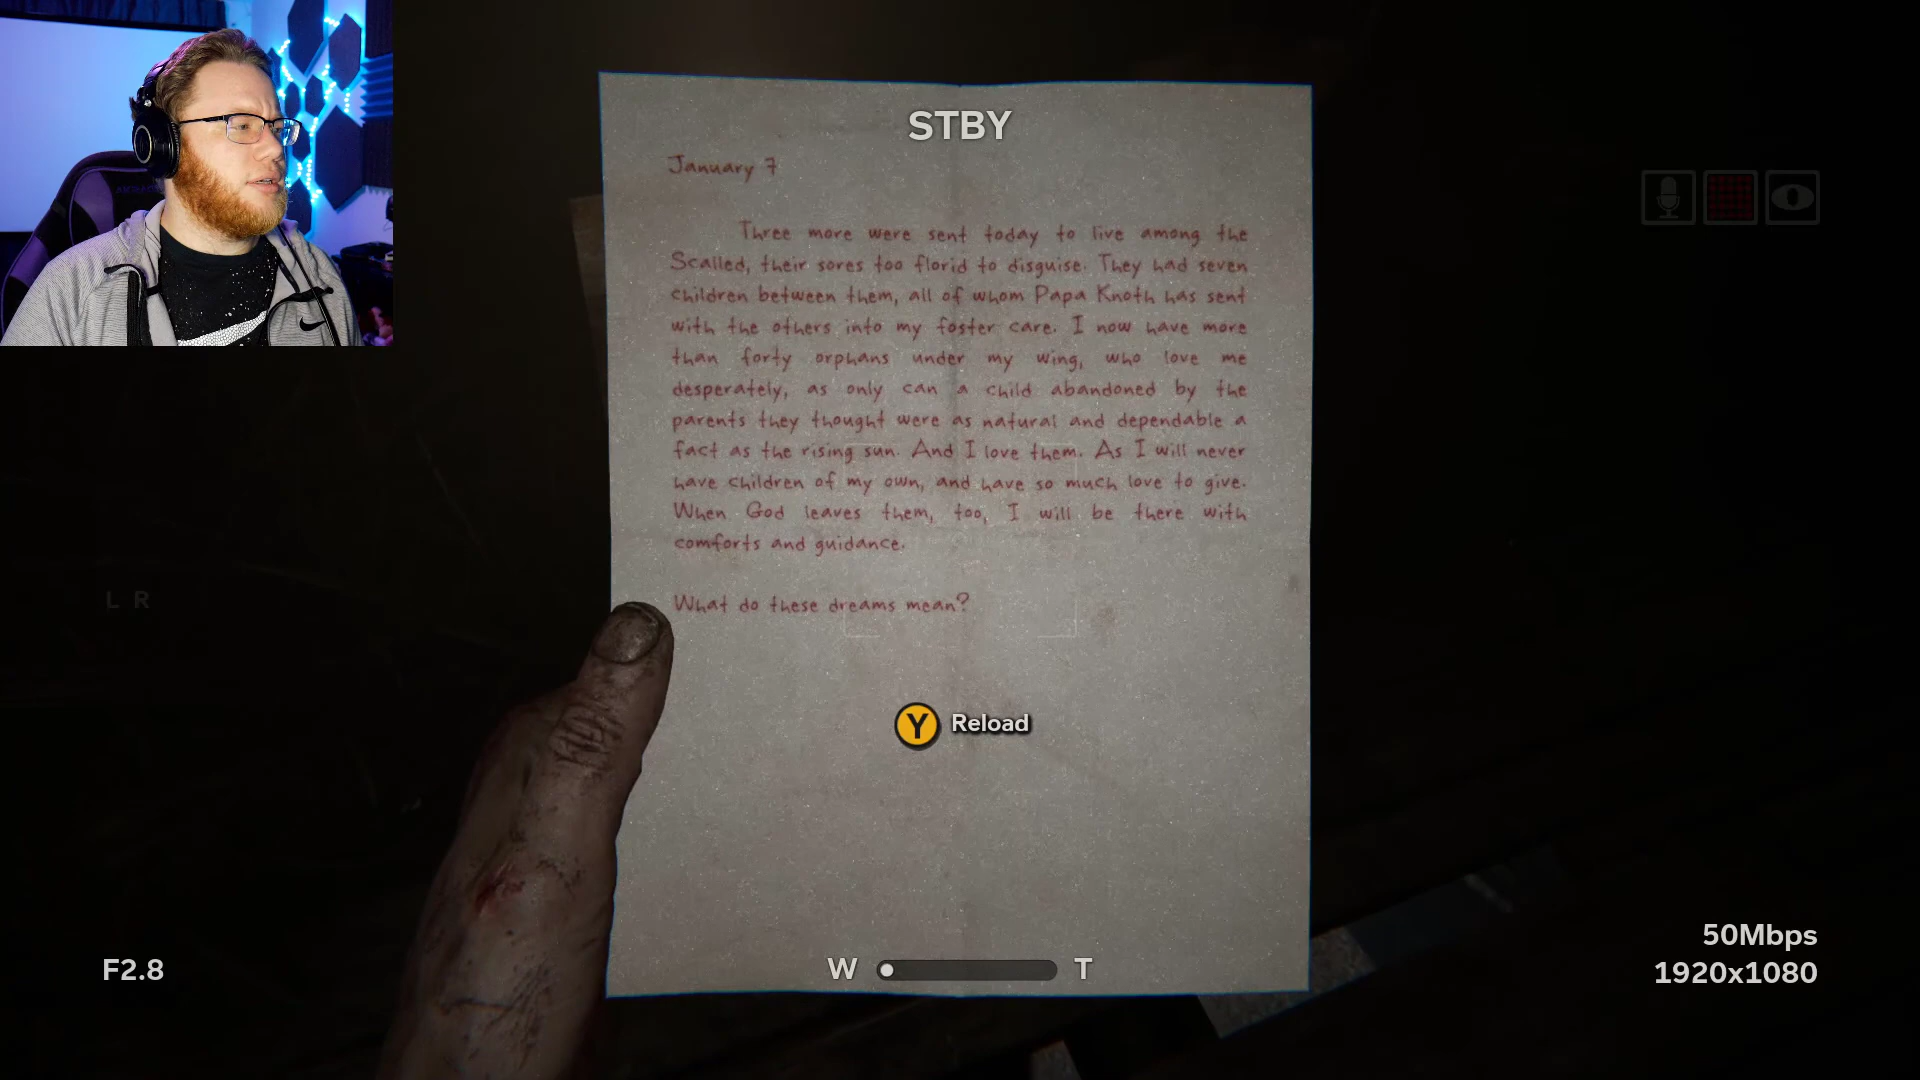 STBY
January 7
Three more were sent today to live among the
Scalled, their sores too florid to disguise. They had seven
children between them, all of whom Papa Knoth has sent
with the others into my foster care. I now have more
than forty orphans under my wing, who love me
desperately, as only can a child abandoned by the
parents they thought were as natural and dependable a
fact as the rising sun. And I love them. As I will never
have children of my own, and have so much love to give.
When God leaves them, too, I will be there with
comforts and guidance.
What do these dreams mean?
L R
Y Reload
F2.8
W T
50Mbps
1920x1080